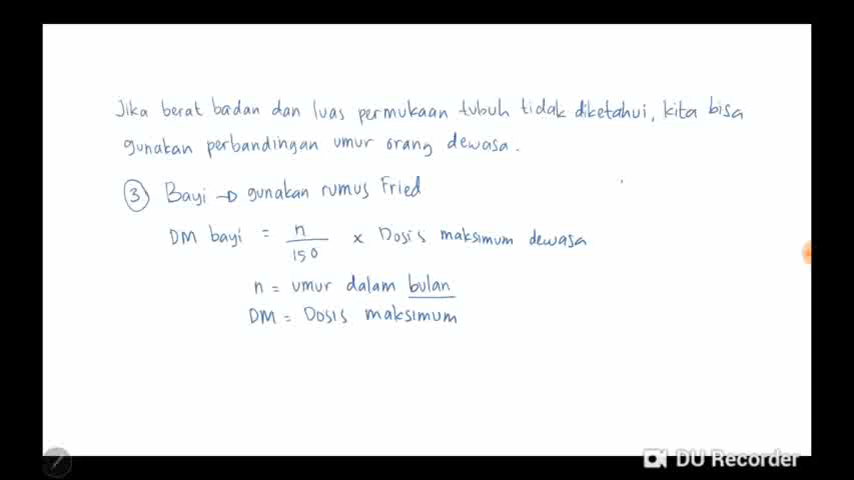 Jika berat badan dan luas permukaan tubuh tidak diketahui, kita bisa
gunakan perbandingan umur orang dewasa.
③ Bayi → gunakan rumus Fried
DM bayi = n/150 x Dosis maksimum dewasa
n = umur dalam bulan
DM = Dosis maksimum
DU Recorder